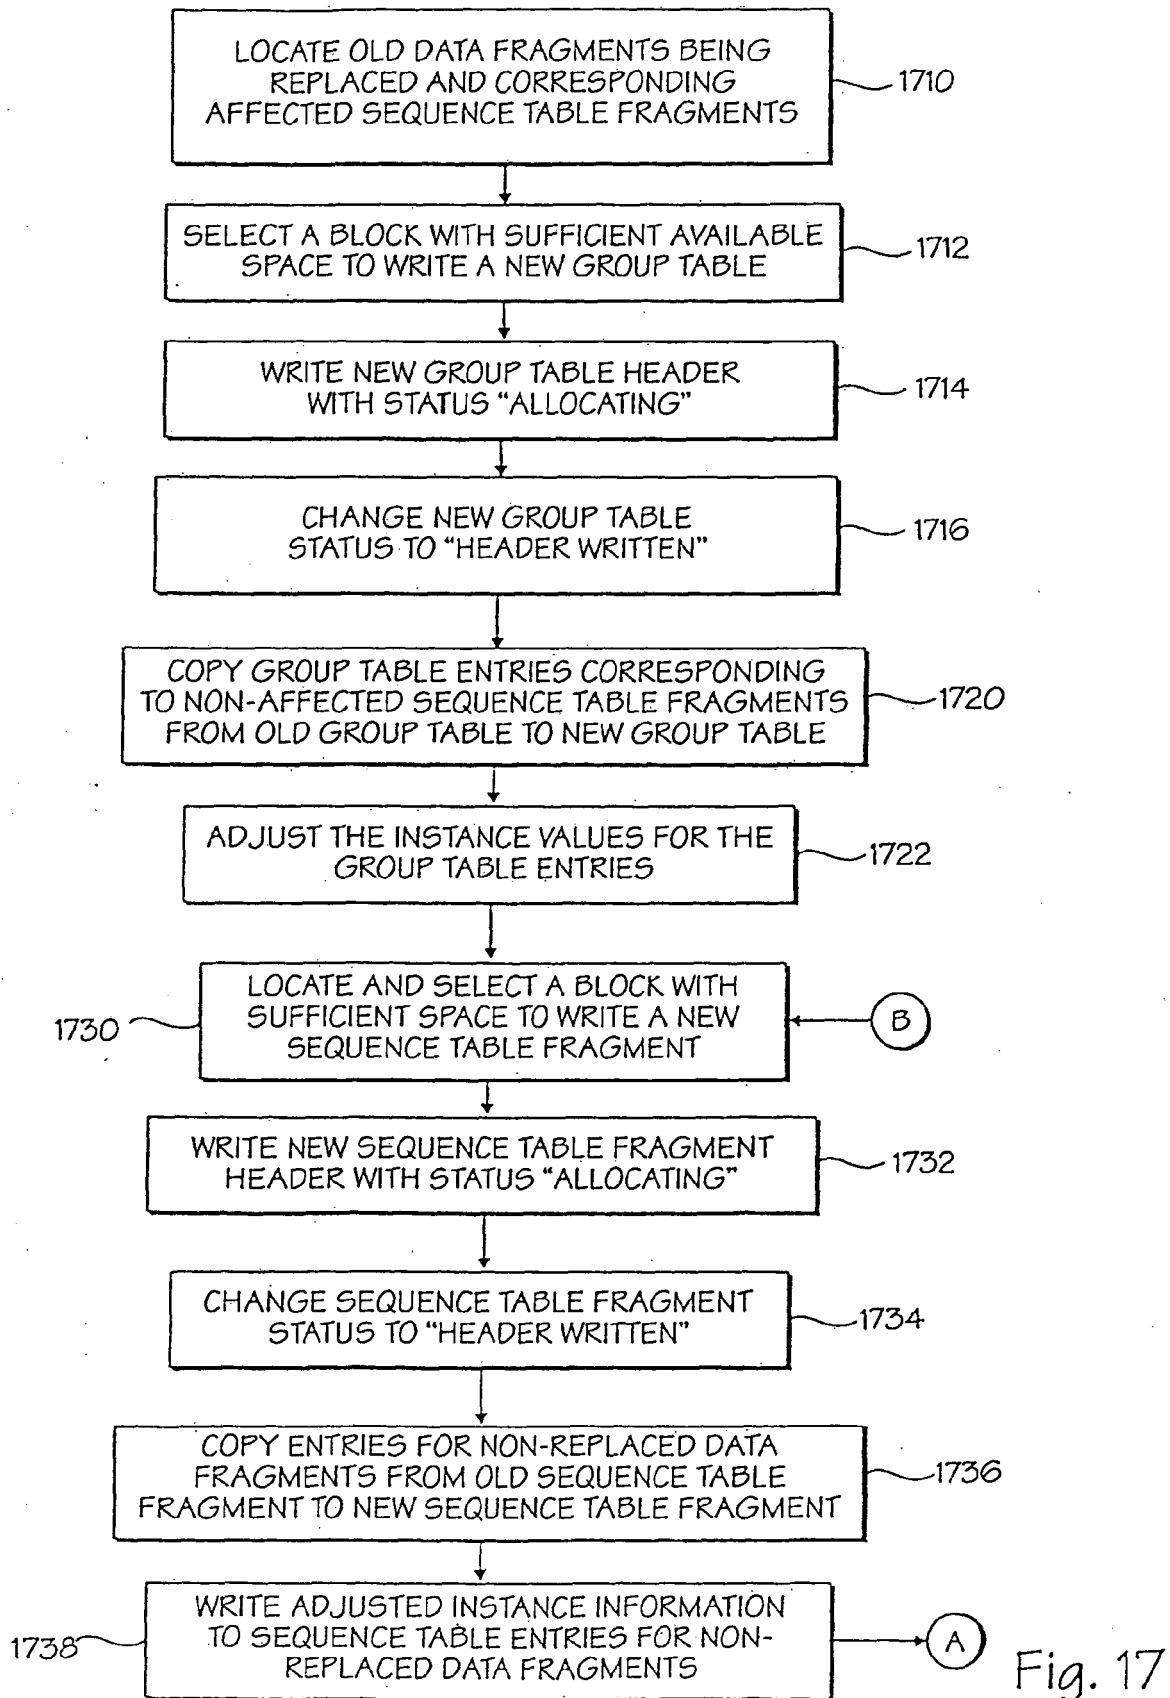 LOCATE OLD DATA FRAGMENTS BEING
REPLACED AND CORRESPONDING
AFFECTED SEQUENCE TABLE FRAGMENTS
1710
SELECT A BLOCK WITH SUFFICIENT AVAILABLE
SPACE TO WRITE A NEW GROUP TABLE
1712
WRITE NEW GROUP TABLE HEADER
WITH STATUS "ALLOCATING"
1714
CHANGE NEW GROUP TABLE
STATUS TO "HEADER WRITTEN"
1716
COPY GROUP TABLE ENTRIES CORRESPONDING
TO NON-AFFECTED SEQUENCE TABLE FRAGMENTS
FROM OLD GROUP TABLE TO NEW GROUP TABLE
1720
ADJUST THE INSTANCE VALUES FOR THE
GROUP TABLE ENTRIES
1722
LOCATE AND SELECT A BLOCK WITH
SUFFICIENT SPACE TO WRITE A NEW
SEQUENCE TABLE FRAGMENT
1730
B
WRITE NEW SEQUENCE TABLE FRAGMENT
HEADER WITH STATUS "ALLOCATING"
1732
CHANGE SEQUENCE TABLE FRAGMENT
STATUS TO "HEADER WRITTEN"
1734
COPY ENTRIES FOR NON-REPLACED DATA
FRAGMENTS FROM OLD SEQUENCE TABLE
FRAGMENT TO NEW SEQUENCE TABLE FRAGMENT
1736
WRITE ADJUSTED INSTANCE INFORMATION
TO SEQUENCE TABLE ENTRIES FOR NON-
REPLACED DATA FRAGMENTS
1738
A
Fig. 17